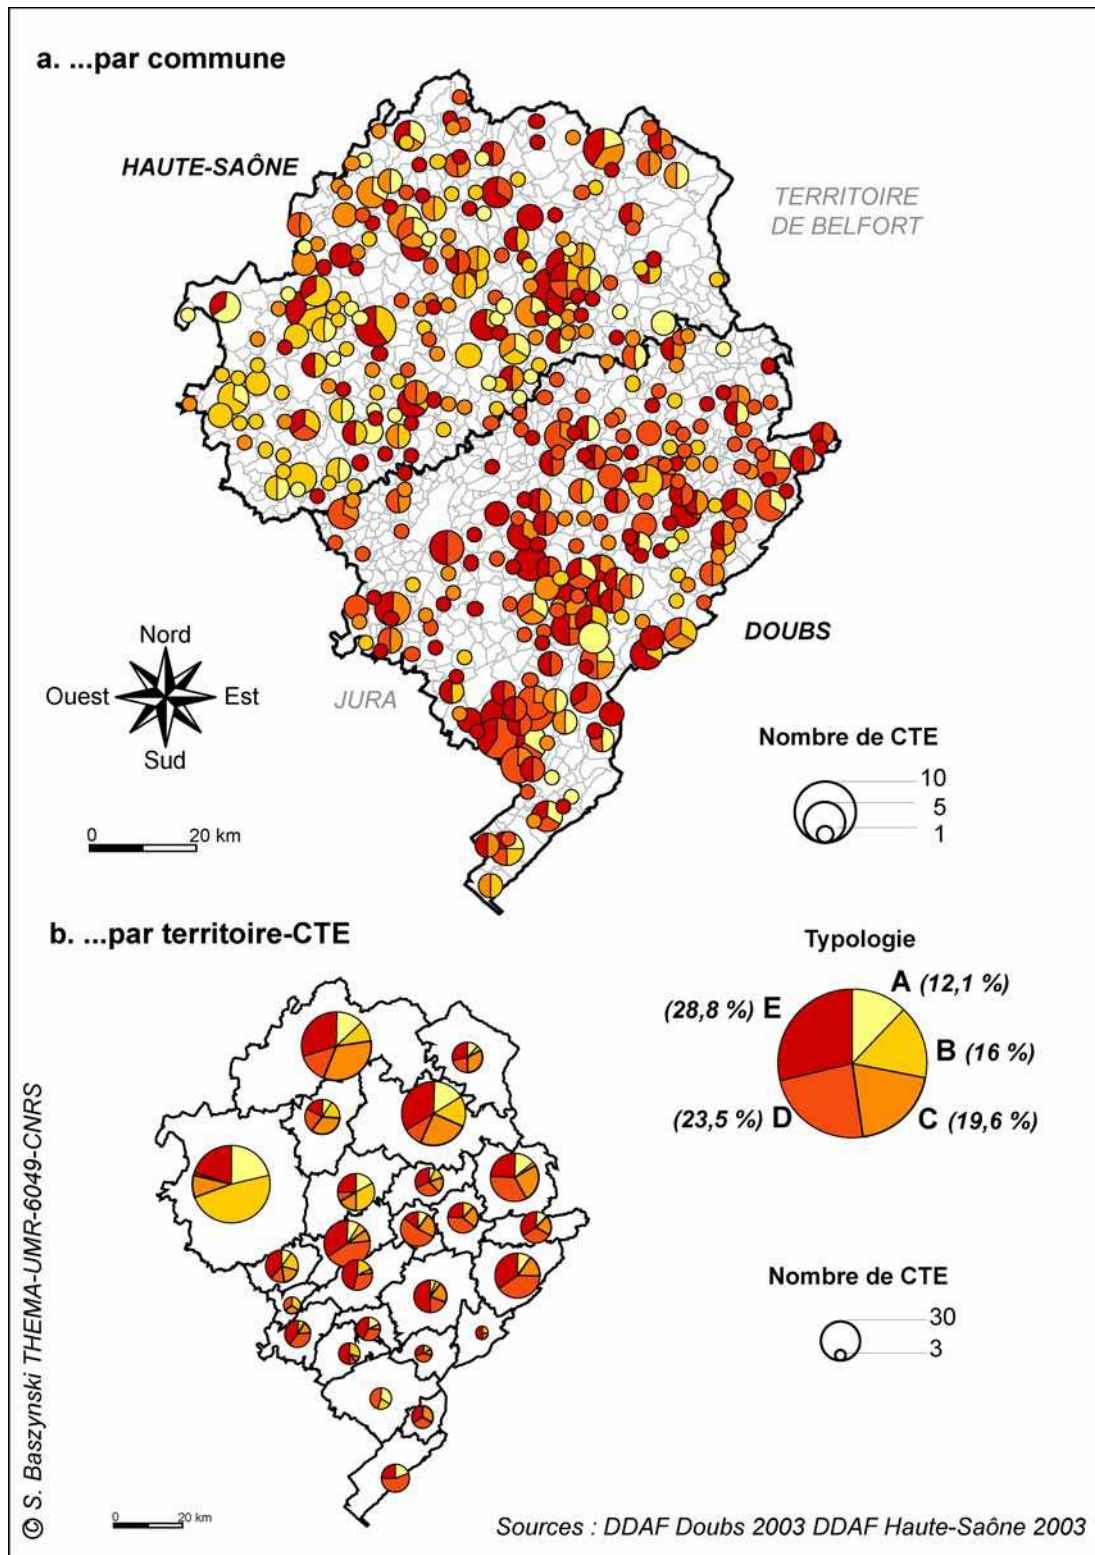 a. ...par commune
HAUTE-SAÔNE
TERRITOIRE
DE BELFORT
DOUBS
JURA
Nord
Ouest
Est
Sud
0
20 km
Nombre de CTE
10
5
1
b. ...par territoire-CTE
Typologie
A (12,1 %)
(28,8 %) E
B (16 %)
(23,5 %) D
C (19,6 %)
Nombre de CTE
30
3
0
20 km
© S. Baszynski THEMA-UMR-6049-CNRS
Sources : DDAF Doubs 2003 DDAF Haute-Saône 2003